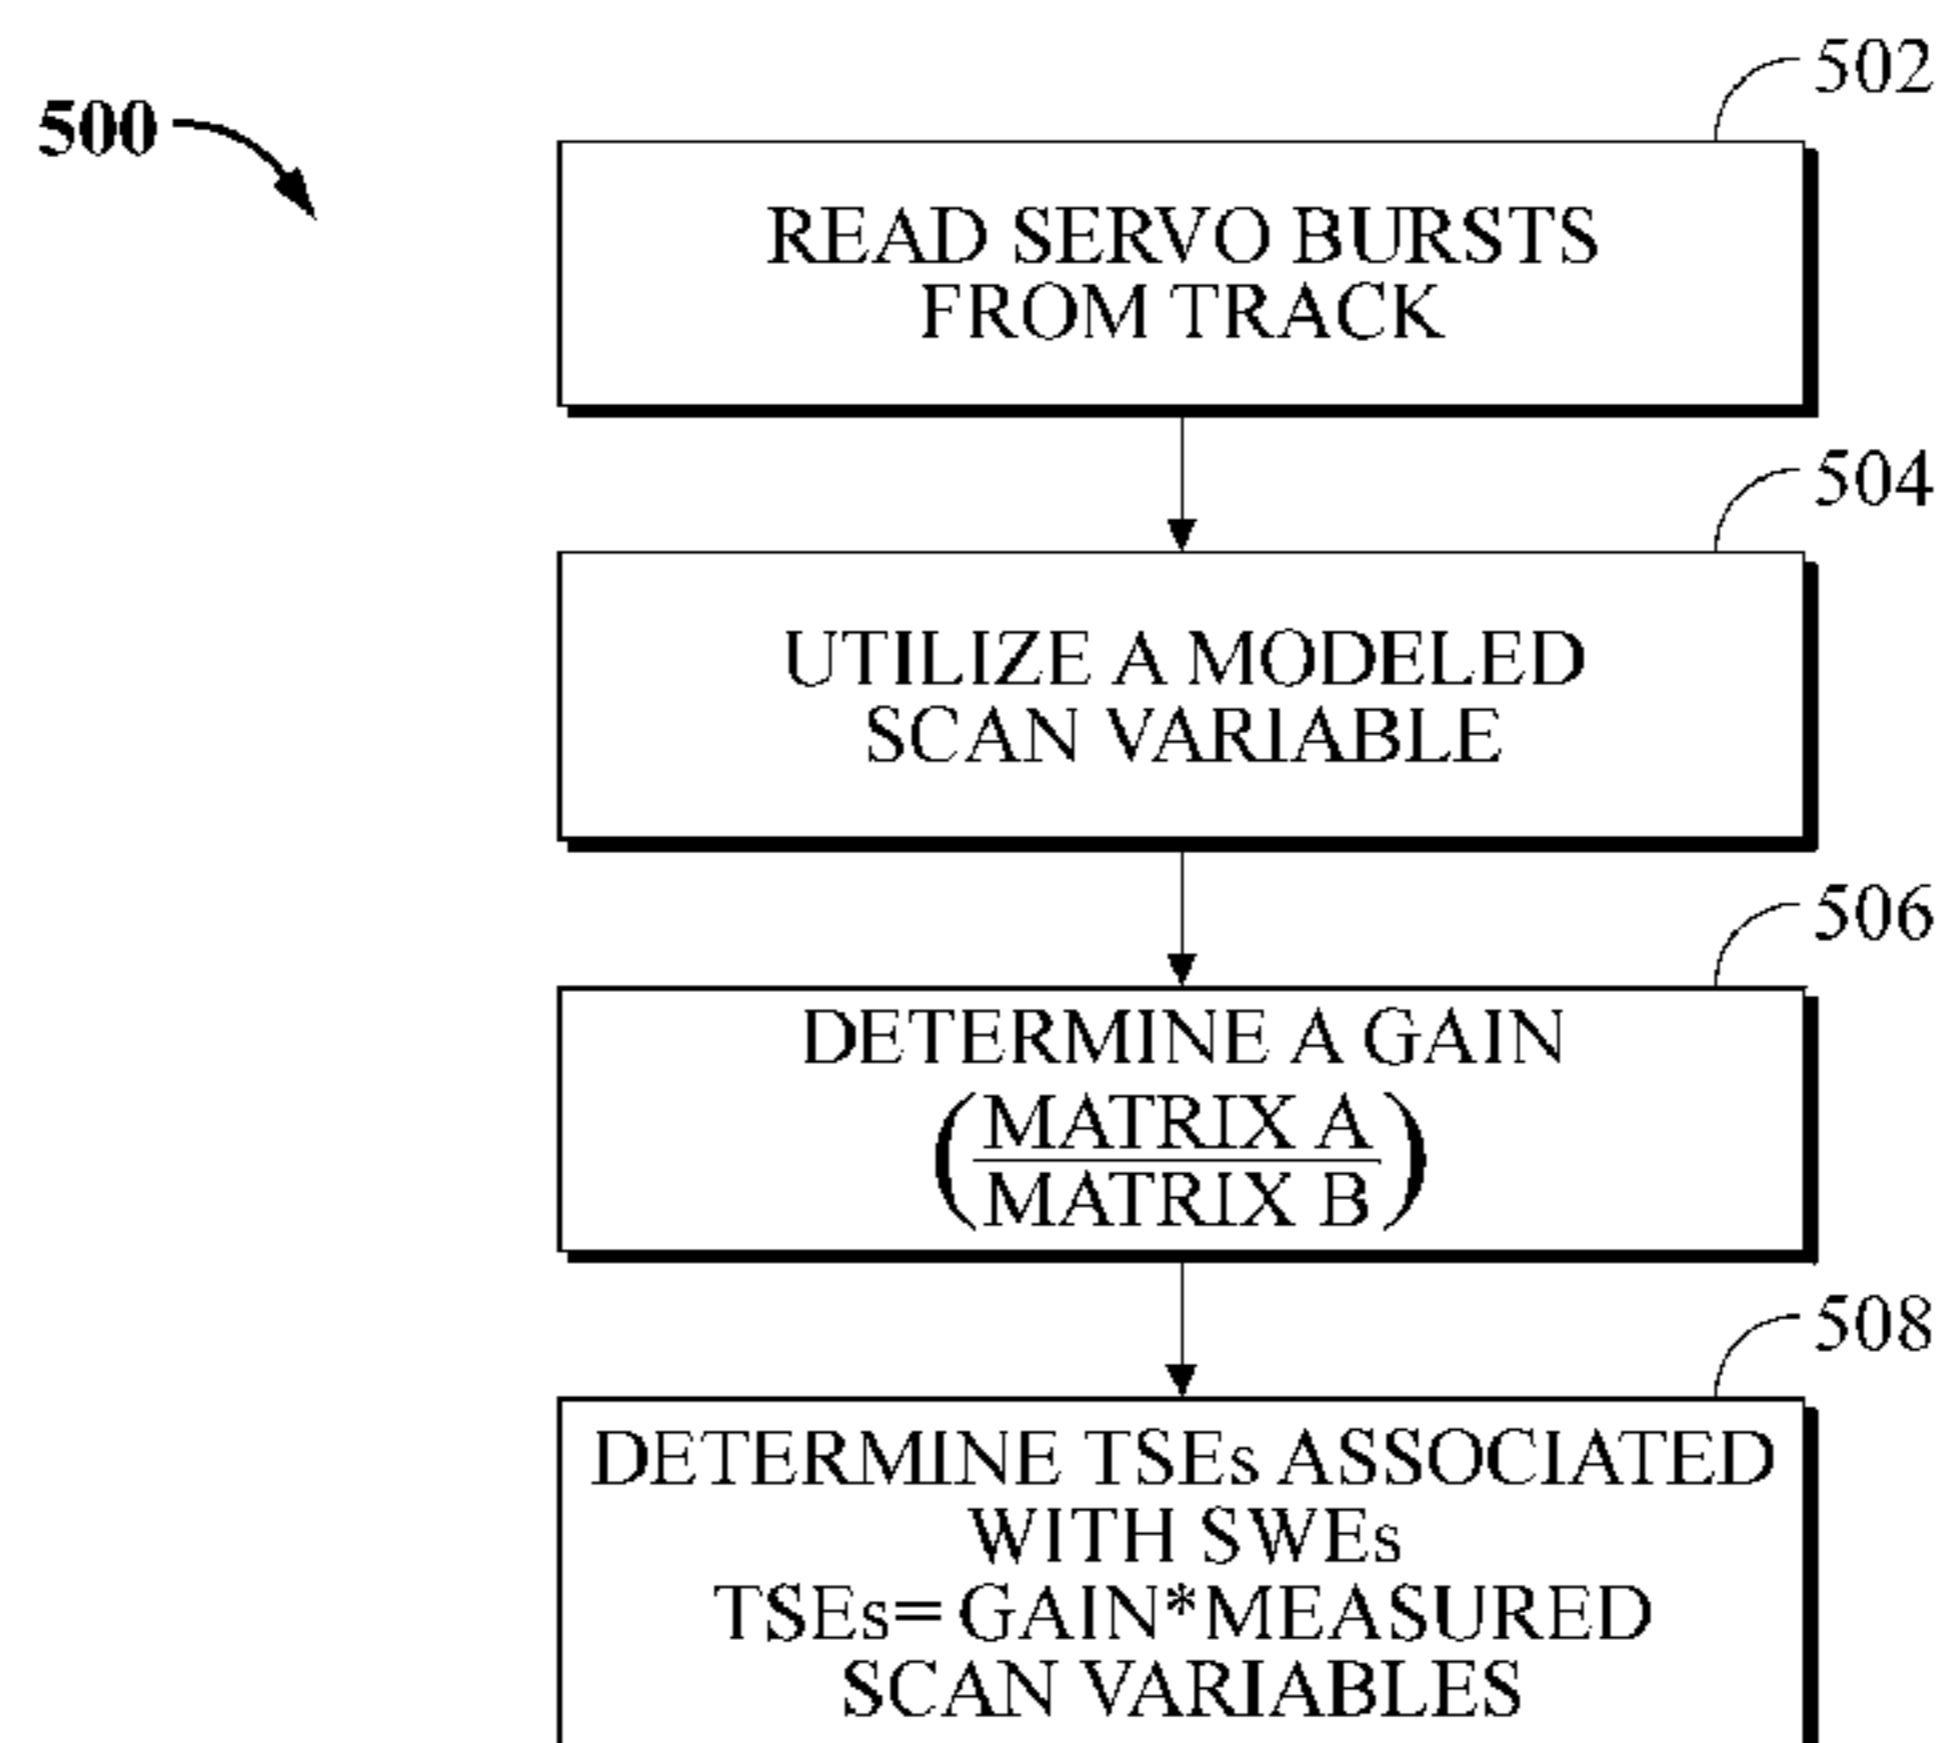 502
500
READ SERVO BURSTS
FROM TRACK
504
UTILIZE A MODELED
SCAN VARIABLE
506
DETERMINE A GAIN
(MATRIX A
MATRIX B)
508
DETERMINE TSEs ASSOCIATED
WITH SWEs
TSEs=GAIN*MEASURED
SCAN VARIABLES